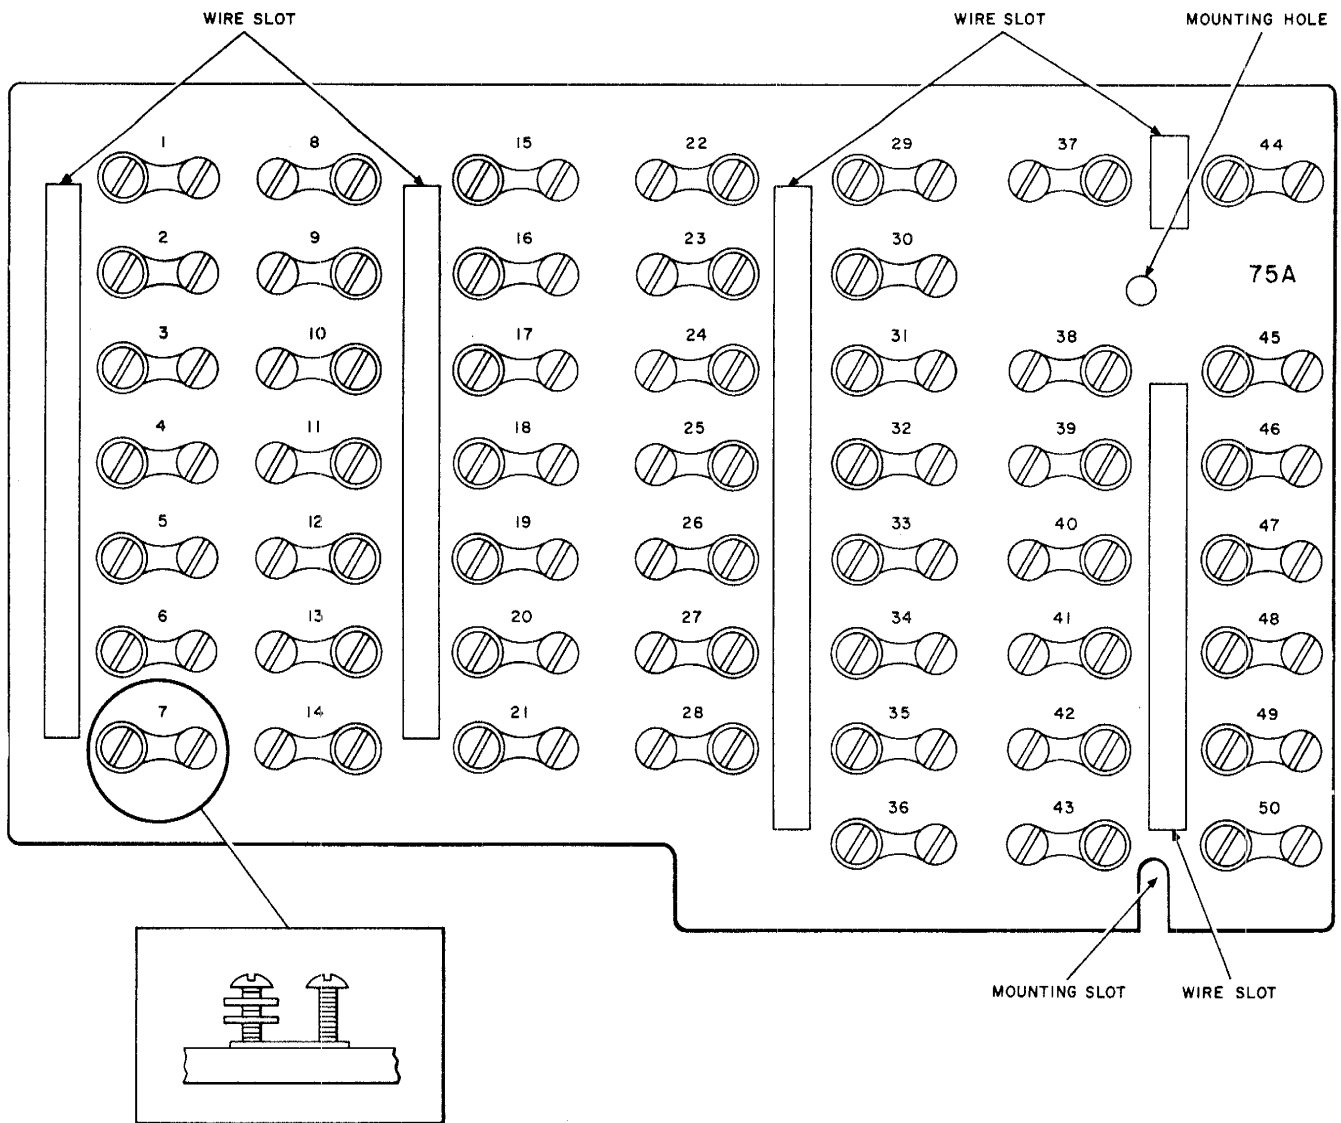 WIRE SLOT
WIRE SLOT
MOUNTING HOLE
1 8 15 22 29 37 44
2 9 16 23 30
75A
3 10 17 24 31 38 45
4 11 18 25 32 39 46
5 12 19 26 33 40 47
6 13 20 27 34 41 48
7 14 21 28 35 42 49
36 43 50
MOUNTING SLOT
WIRE SLOT